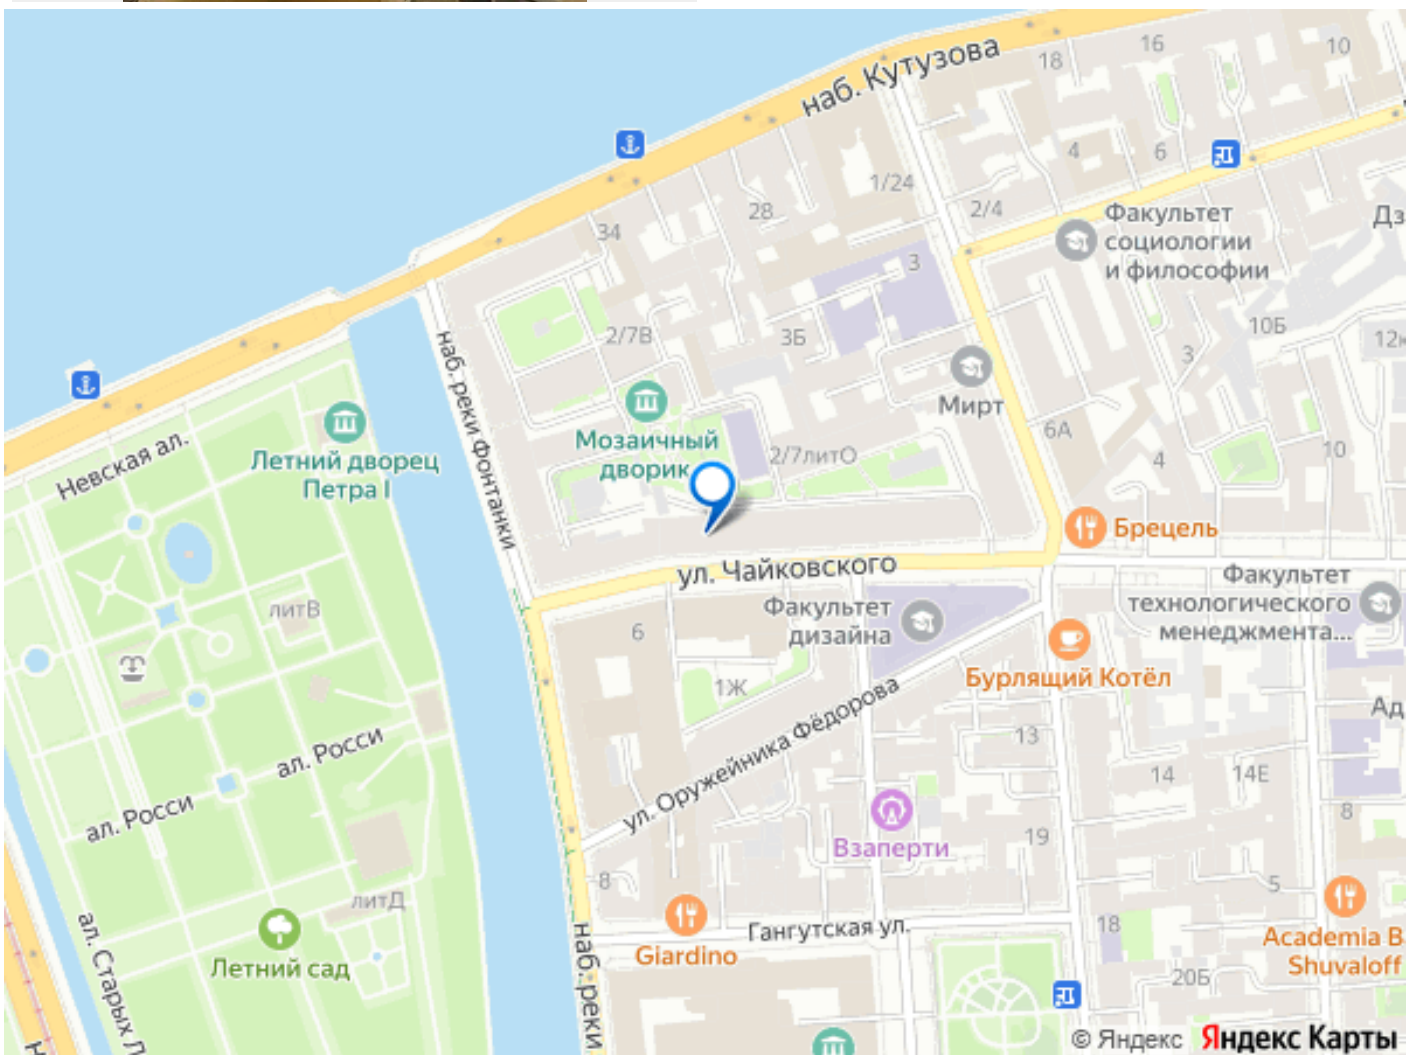 наб. Кутузова
18
16
10
4
6
1/24
2/4
28
34
3
Факультет
социологии
и философии
Дз
10Б
12к
2/7В
3Б
3
наб. реки Фонтанки
Мирт
Невская ал.
Летний дворец
Петра I
Мозаичный
дворик
2/7литО
6А
4
10
Брецель
ул. Чайковского
Факультет
технологического
менеджмента...
литВ
6
Факультет
дизайна
1Ж
Бурлящий Котёл
ул. Оружейника Фёдорова
Ад
13
14
14Е
8
ал. Росси
ал. Росси
Взаперти
19
8
5
литД
Летний сад
ал. Старых Л
Giardino
Гангутская ул.
18
20Б
Academia B
Shuvaloff
наб. реки
Н
© Яндекс Яндекс Карты